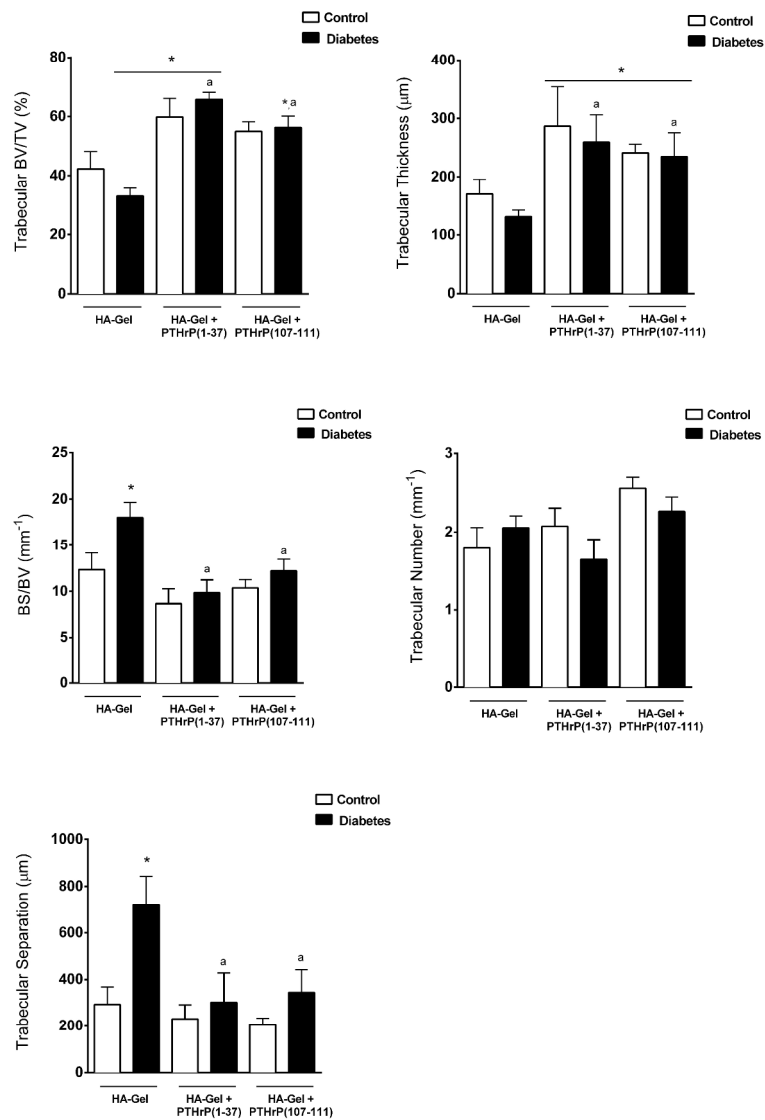 Control
Diabetes
Trabecular BV/TV (%)
80
60
40
20
0
*
a
*,a
HA-Gel
HA-Gel +
PTHrP(1-37)
HA-Gel +
PTHrP(107-111)
Control
Diabetes
Trabecular Thickness (μm)
400
300
200
100
0
*
a
a
HA-Gel
HA-Gel +
PTHrP(1-37)
HA-Gel +
PTHrP(107-111)
Control
Diabetes
BS/BV (mm⁻¹)
25
20
15
10
5
0
*
a
a
HA-Gel
HA-Gel +
PTHrP(1-37)
HA-Gel +
PTHrP(107-111)
Control
Diabetes
Trabecular Number (mm⁻¹)
3
2
1
0
HA-Gel
HA-Gel +
PTHrP(1-37)
HA-Gel +
PTHrP(107-111)
Control
Diabetes
Trabecular Separation (μm)
1000
800
600
400
200
0
*
a
a
HA-Gel
HA-Gel +
PTHrP(1-37)
HA-Gel +
PTHrP(107-111)